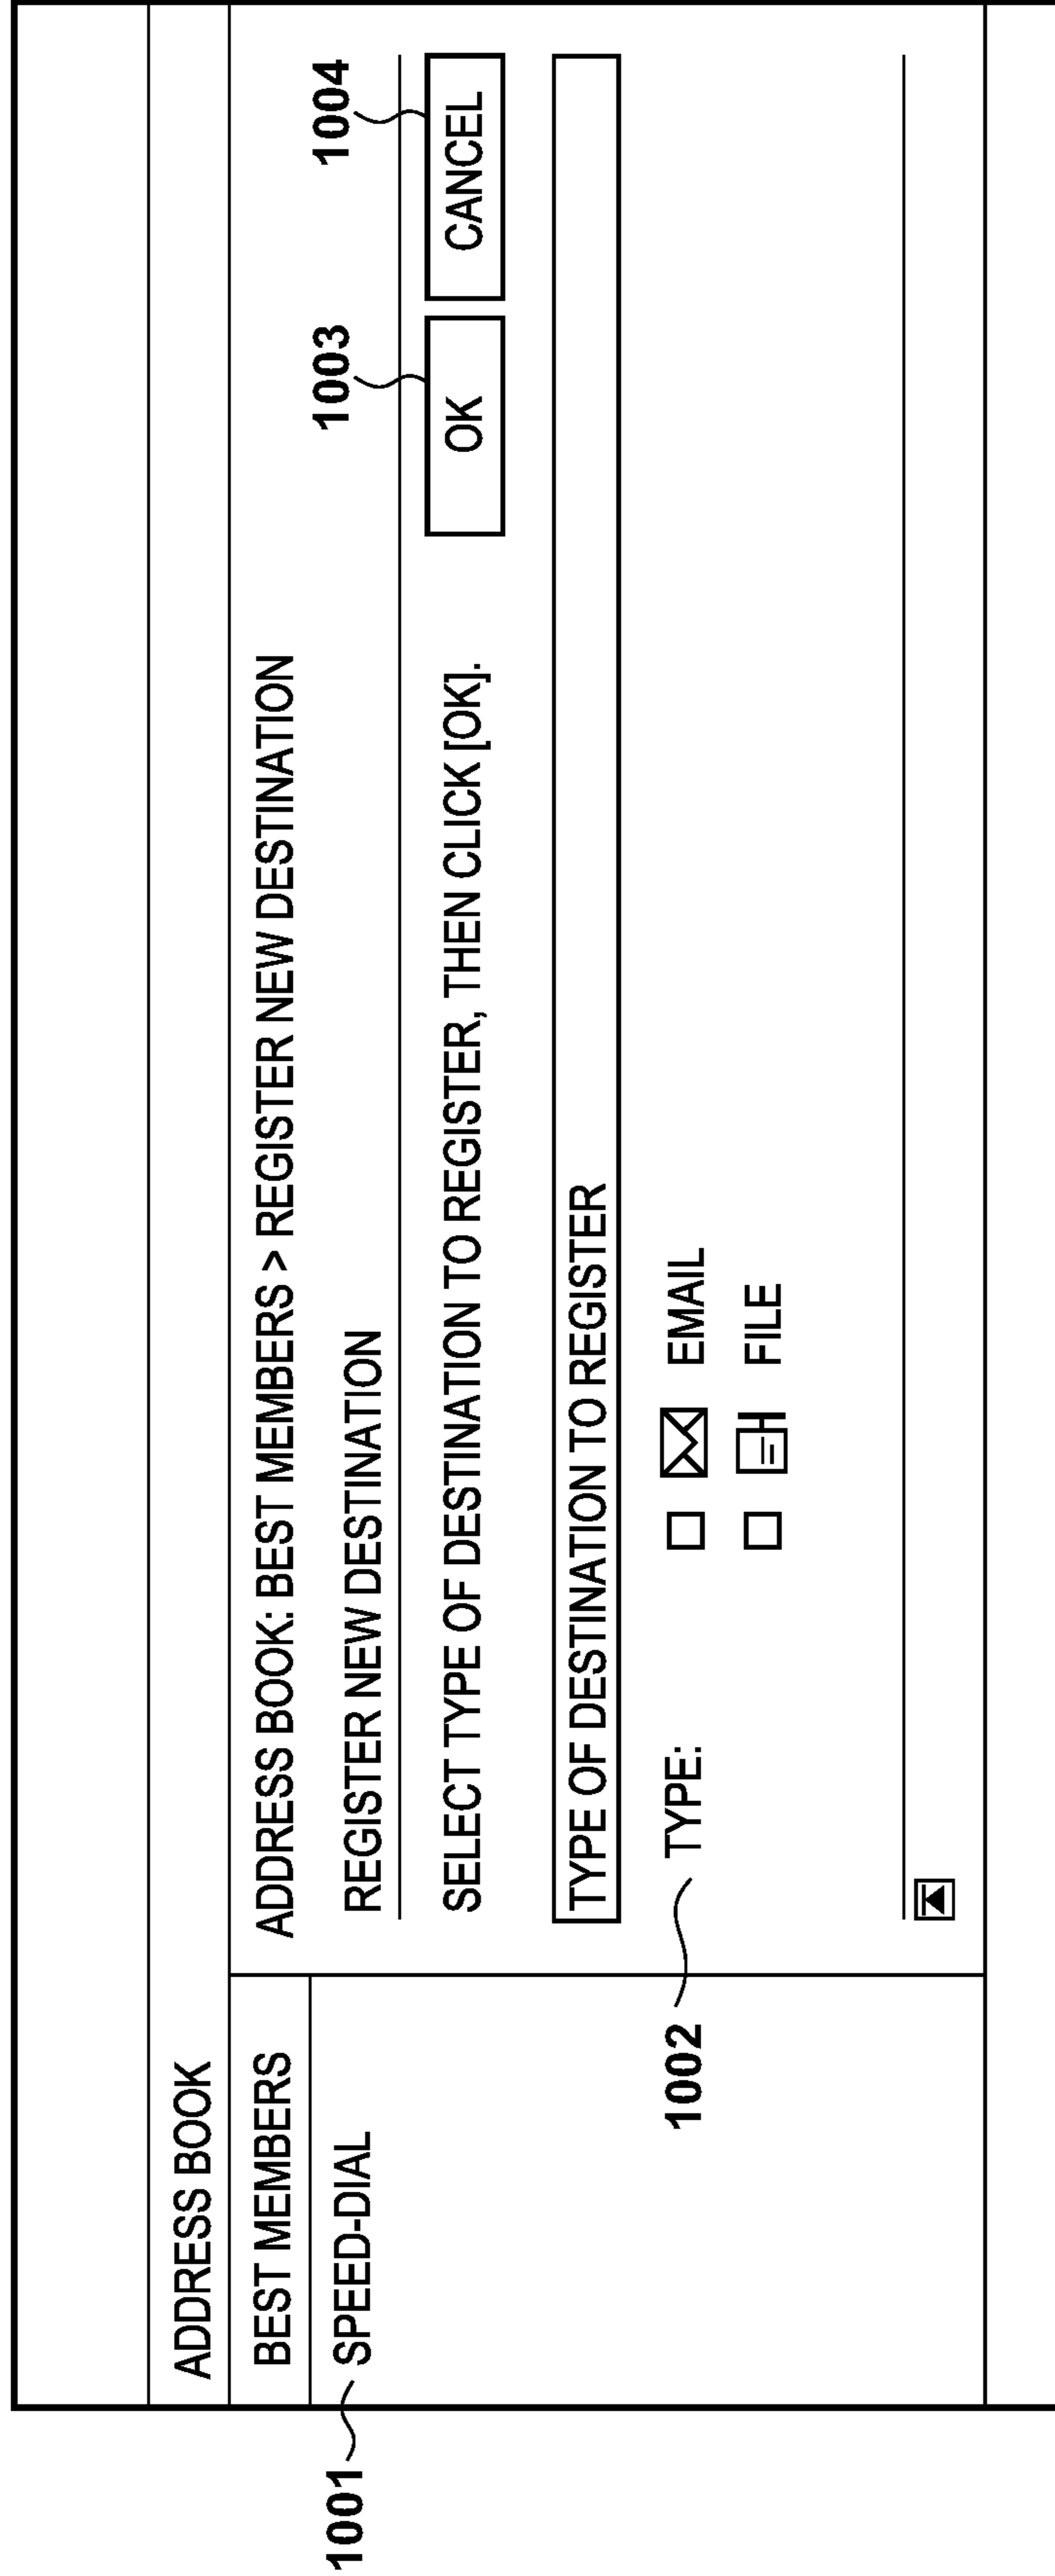 ADDRESS BOOK
BEST MEMBERS
1001 SPEED-DIAL
ADDRESS BOOK: BEST MEMBERS > REGISTER NEW DESTINATION
REGISTER NEW DESTINATION
1003
1004
SELECT TYPE OF DESTINATION TO REGISTER, THEN CLICK [OK].
OK
CANCEL
TYPE OF DESTINATION TO REGISTER
1002 TYPE:
EMAIL
FILE